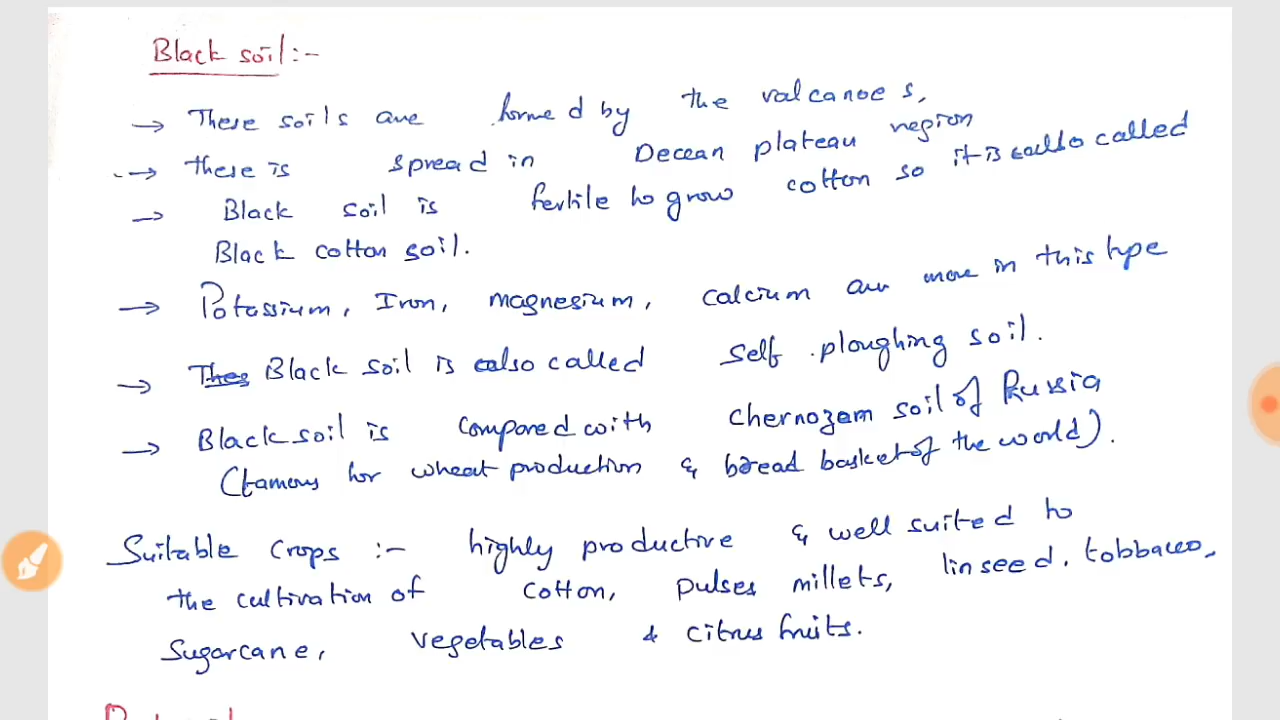 Black soil:-
→ These soils are formed by the valcanoes,
→ there is spread in Deccan plateau region
→ Black soil is fertile to grow cotton so it is also called
Black cotton soil.
→ Potassium, Iron, magnesium, calcium are more in this type
→ Black soil is also called self ploughing soil.
→ Black soil is compared with chernozem soil of Russia
(famous for wheat production & bread basket of the world).
Suitable crops :- highly productive & well suited to
the cultivation of cotton, pulses millets, linseed, tobbacco,
Sugarcane, vegetables & citrus fruits.